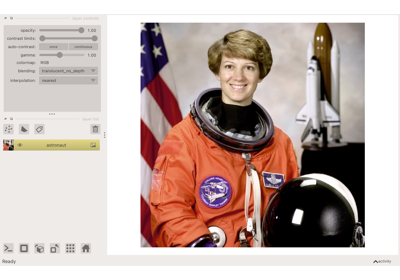 layer controls
opacity:
1.00
contrast limits:
auto-contrast:
once
continuous
gamma:
1.00
colormap:
RGB
blending:
translucent_no_depth
interpolation:
nearest
layer list
astronaut
Ready
activity